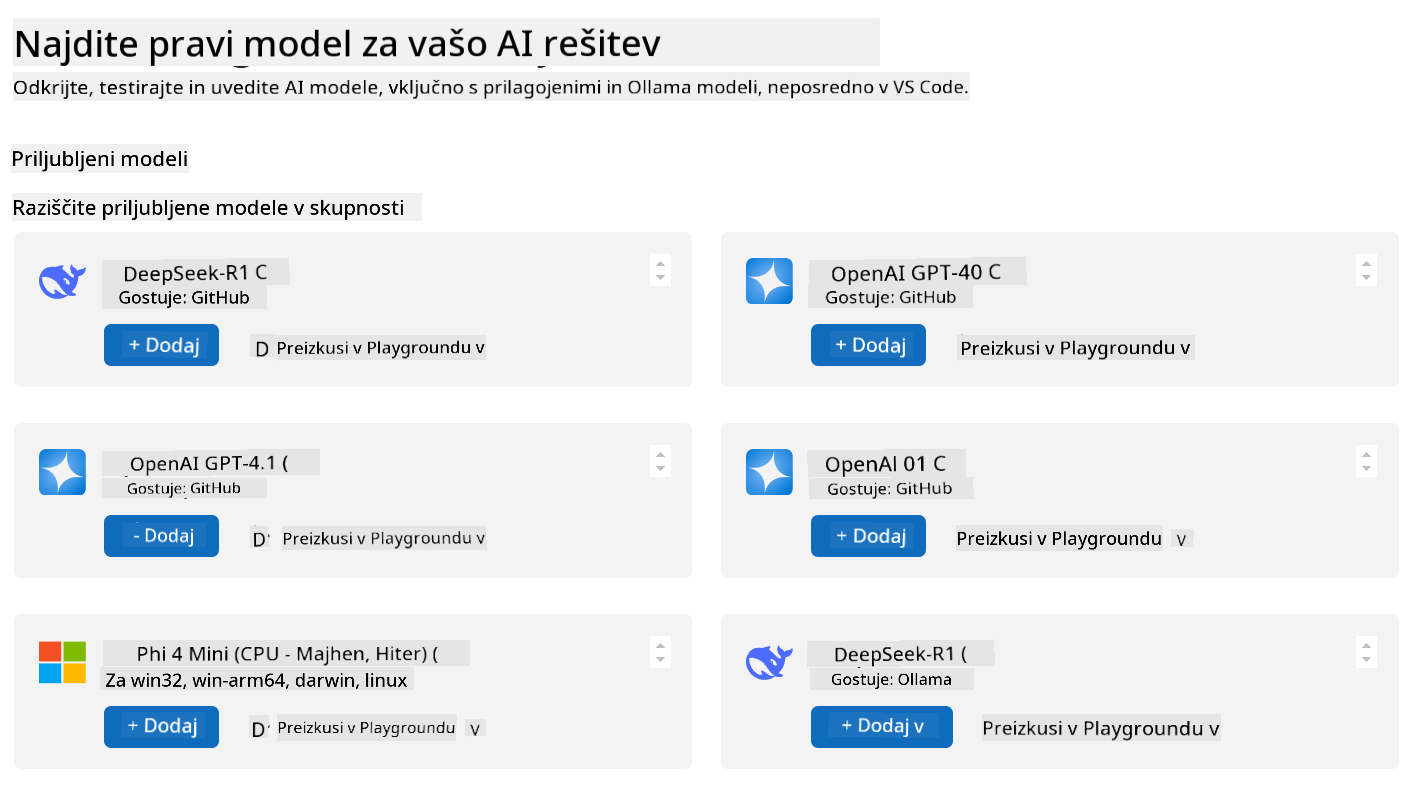 Najdite pravi model za vašo AI rešitev
Odkrijte, testirajte in uvedite AI modele, vključno s prilagojenimi in Ollama modeli, neposredno v VS Code.
Priljubljeni modeli
Raziščite priljubljene modele v skupnosti
DeepSeek-R1 C
Gostuje: GitHub
+ Dodaj
D Preizkusi v Playgroundu v
OpenAI GPT-40 C
Gostuje: GitHub
+ Dodaj
Preizkusi v Playgroundu v
OpenAI GPT-4.1 (
Gostuje: GitHub
- Dodaj
D Preizkusi v Playgroundu v
OpenAI 01 C
Gostuje: GitHub
+ Dodaj
Preizkusi v Playgroundu v
Phi 4 Mini (CPU - Majhen, Hiter) (
Za win32, win-arm64, darwin, linux
+ Dodaj
D Preizkusi v Playgroundu v
DeepSeek-R1 (
Gostuje: Ollama
+ Dodaj v
Preizkusi v Playgroundu v